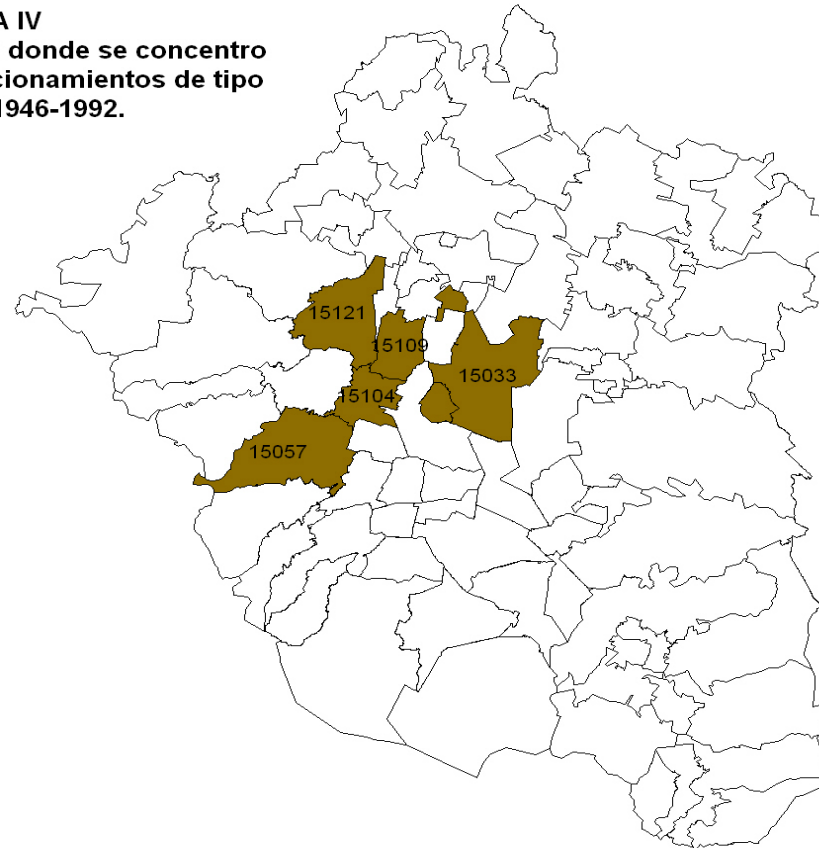 A IV
donde se concentro
cionamientos de tipo
1946-1992.
15121
15109
15033
15104
15057